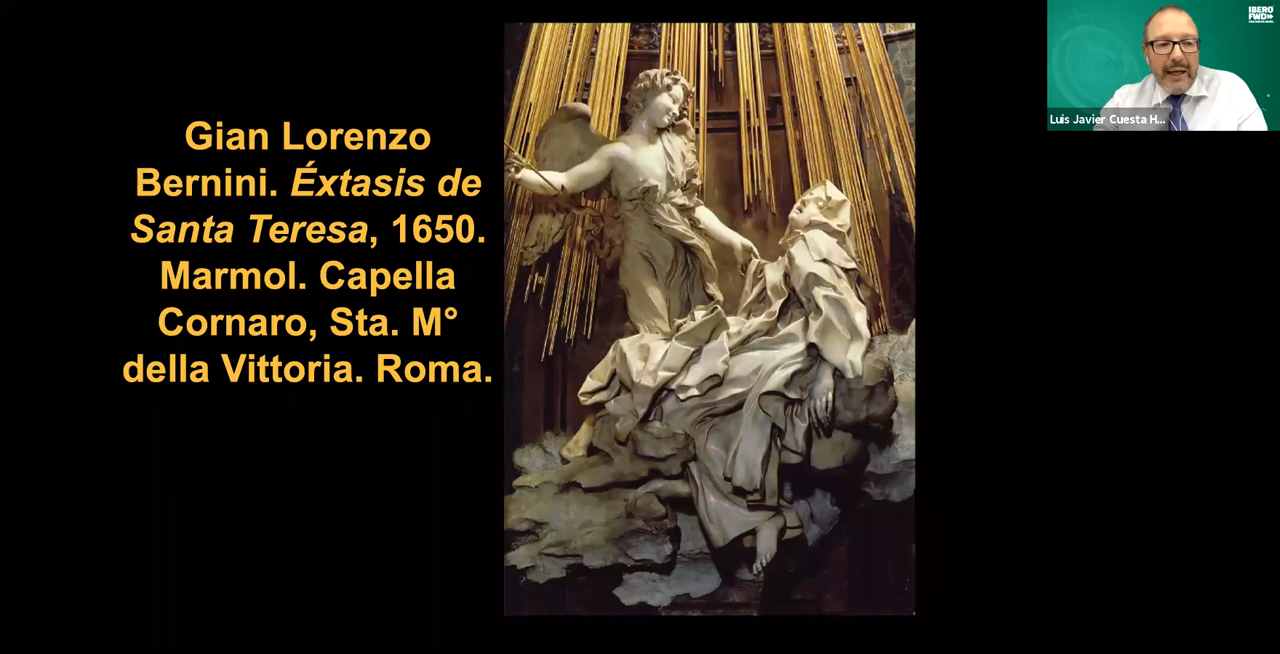 Gian Lorenzo
Bernini. Éxtasis de
Santa Teresa, 1650.
Marmol. Capella
Cornaro, Sta. M°
della Vittoria. Roma.
IBERO
FWD
Luis Javier Cuesta H...